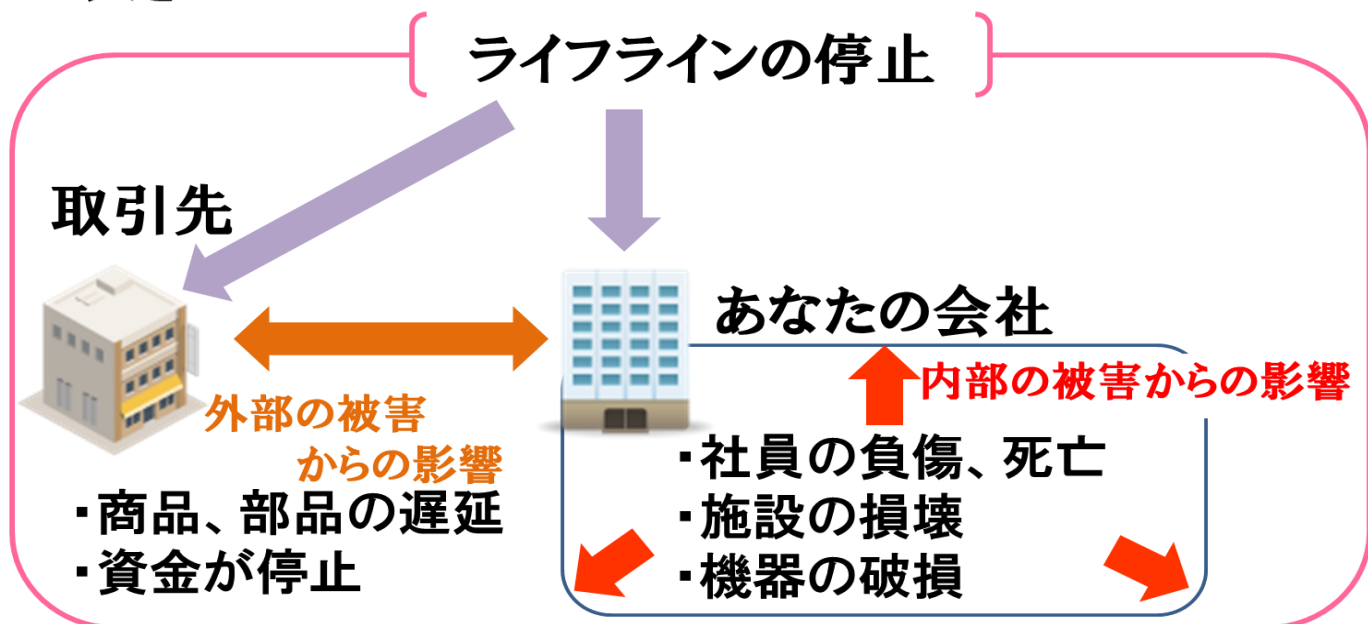 ライフラインの停止
取引先
あなたの会社
内部の被害からの影響
外部の被害
からの影響
・商品、部品の遅延
・資金が停止
・社員の負傷、死亡
・施設の損壊
・機器の破損